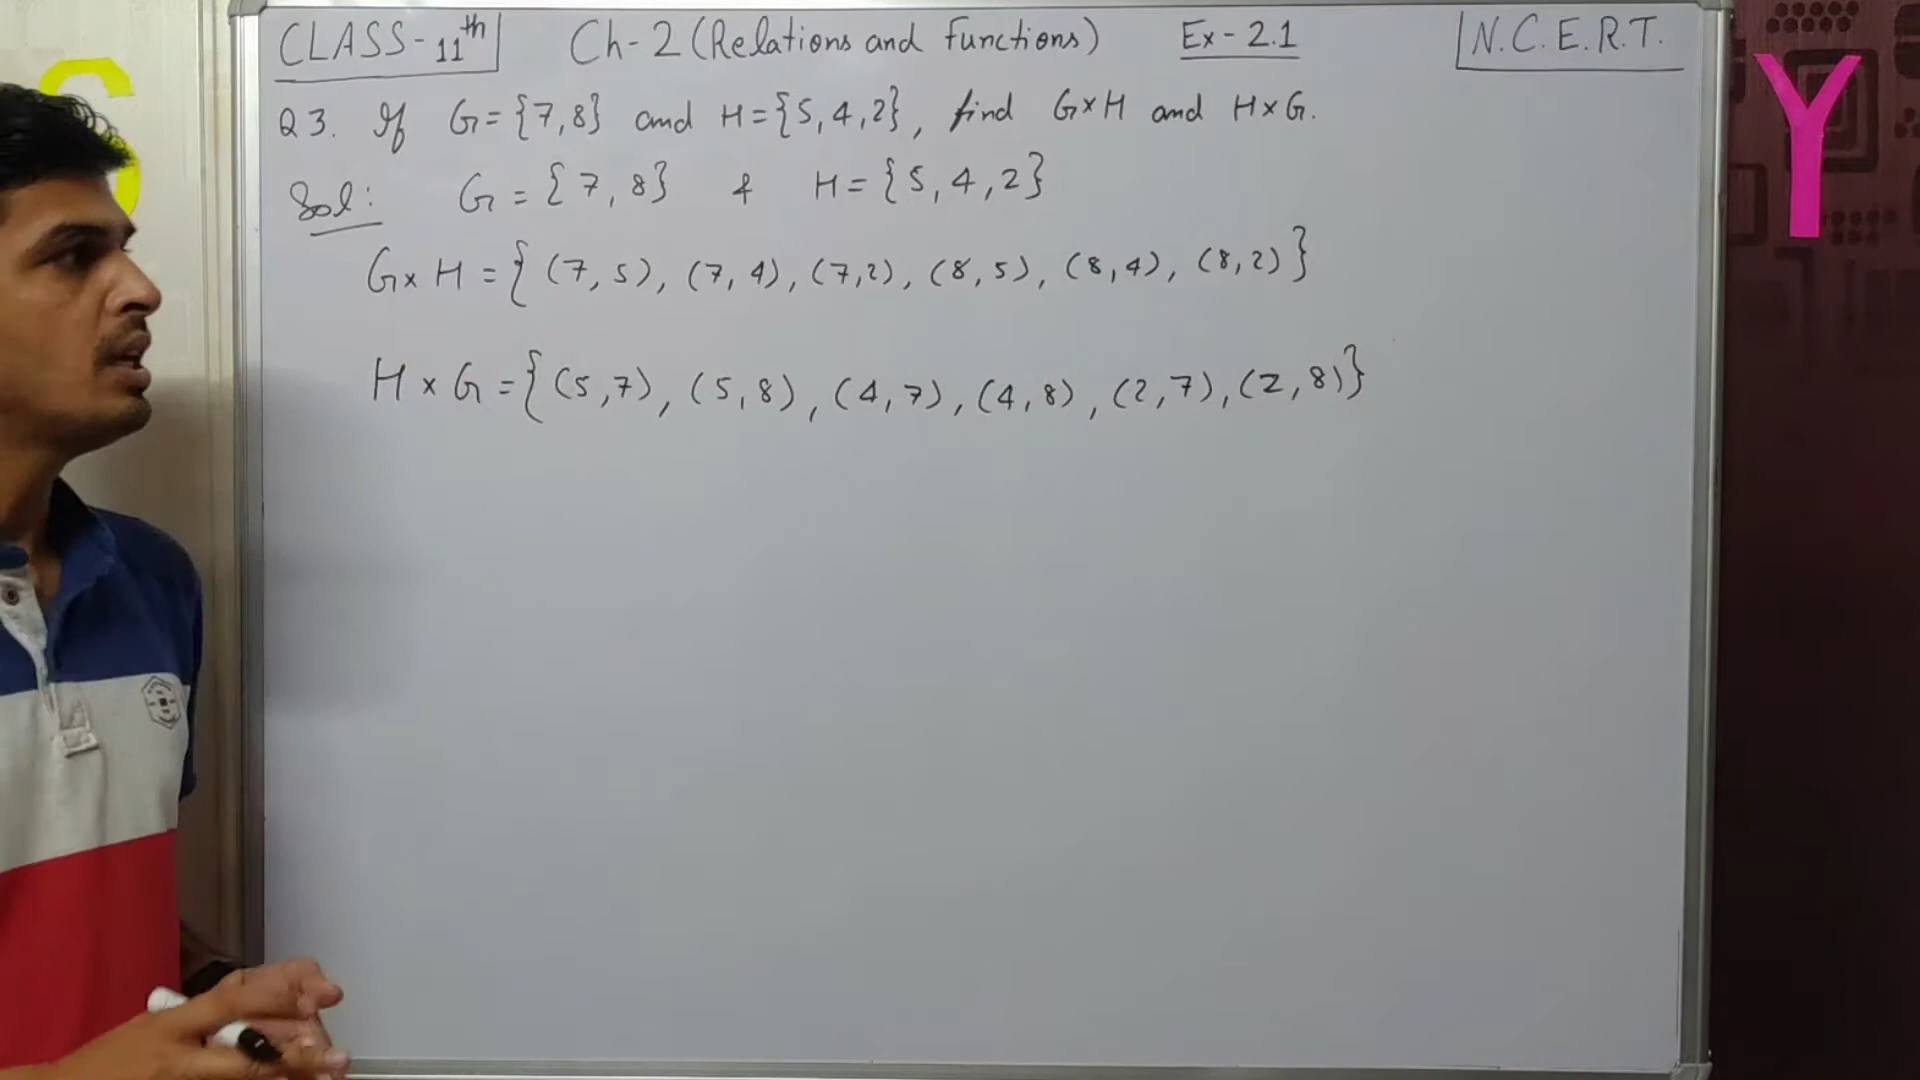 CLASS-11th Ch-2 (Relations and functions) Ex-2.1 N.C.E.R.T.
Q3. If G={7,8} and H={5,4,2}, find G×H and H×G.
Sol: G={7,8} & H={5,4,2}
G×H={(7,5),(7,4),(7,2),(8,5),(8,4),(8,2)}
H×G={(5,7),(5,8),(4,7),(4,8),(2,7),(2,8)}
S
Y